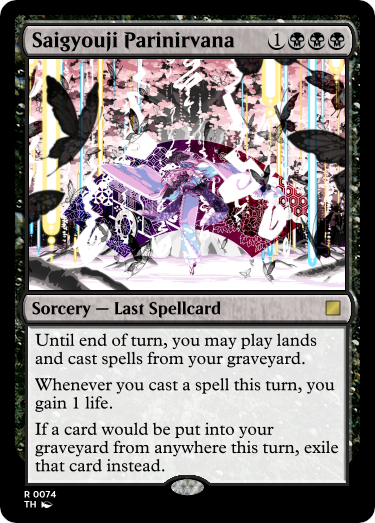 Saigyouji Parinirvana 1
Sorcery — Last Spellcard
Until end of turn, you may play lands
and cast spells from your graveyard.
Whenever you cast a spell this turn, you
gain 1 life.
If a card would be put into your
graveyard from anywhere this turn, exile
that card instead.
R 0074
TH